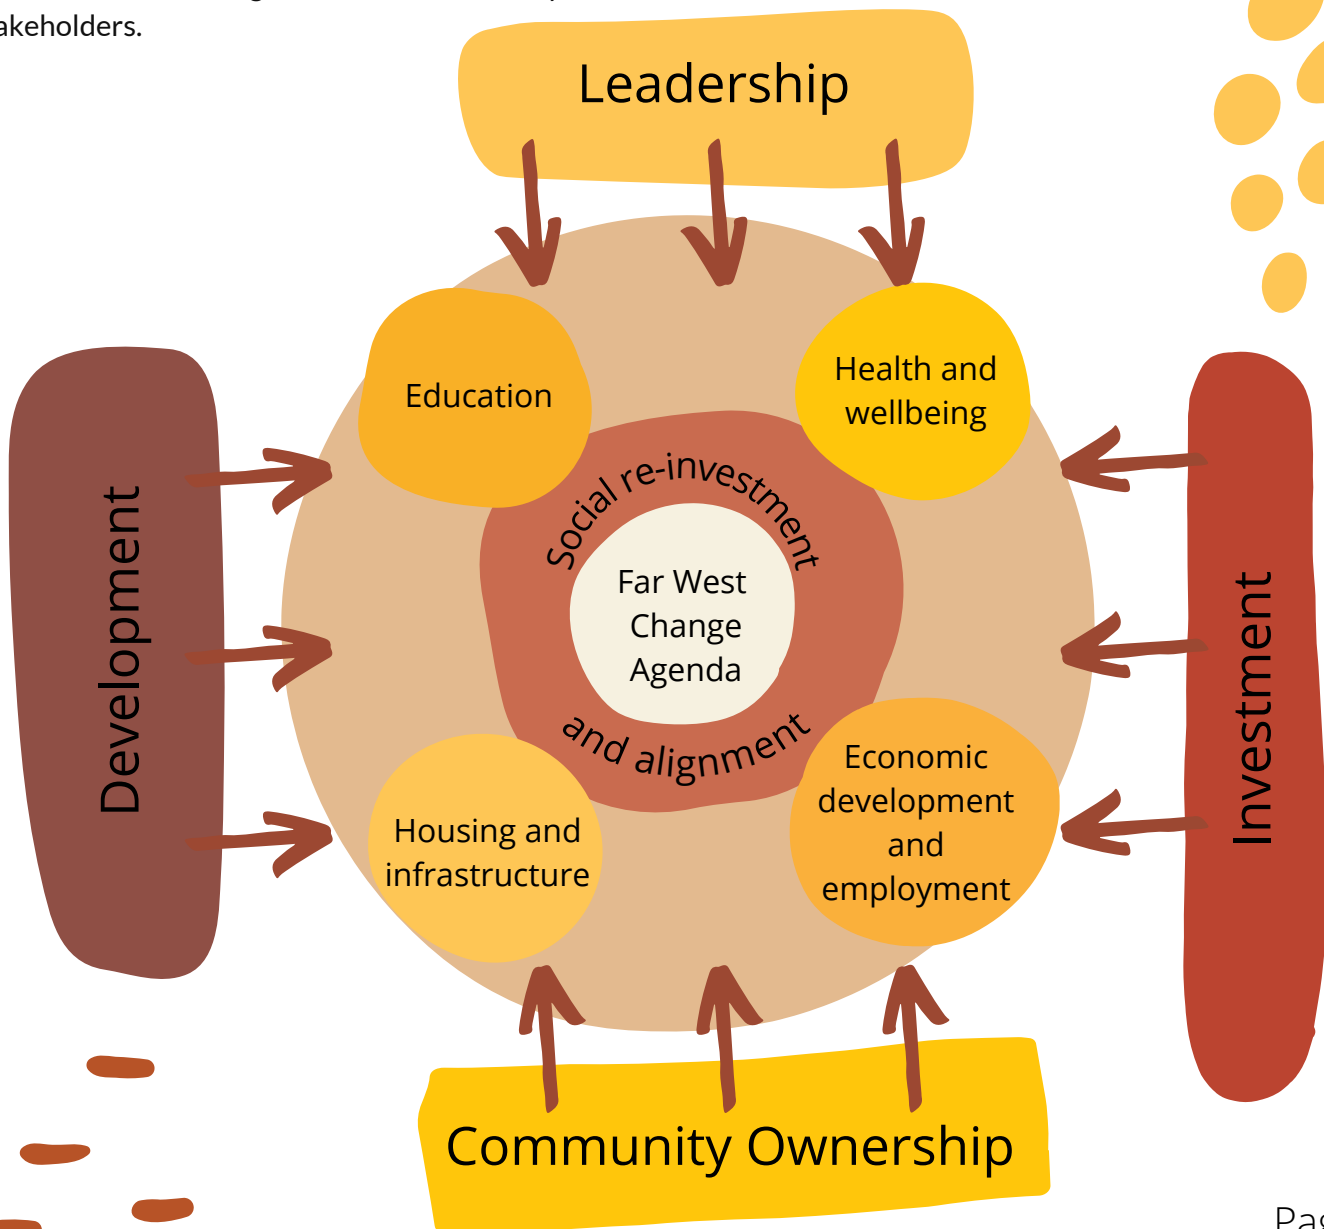 akeholders.
Leadership
Education
Health and
wellbeing
Social re-investment
Far West
Change
Agenda
and alignment
Development
Investment
Housing and
infrastructure
Economic
development
and
employment
Community Ownership